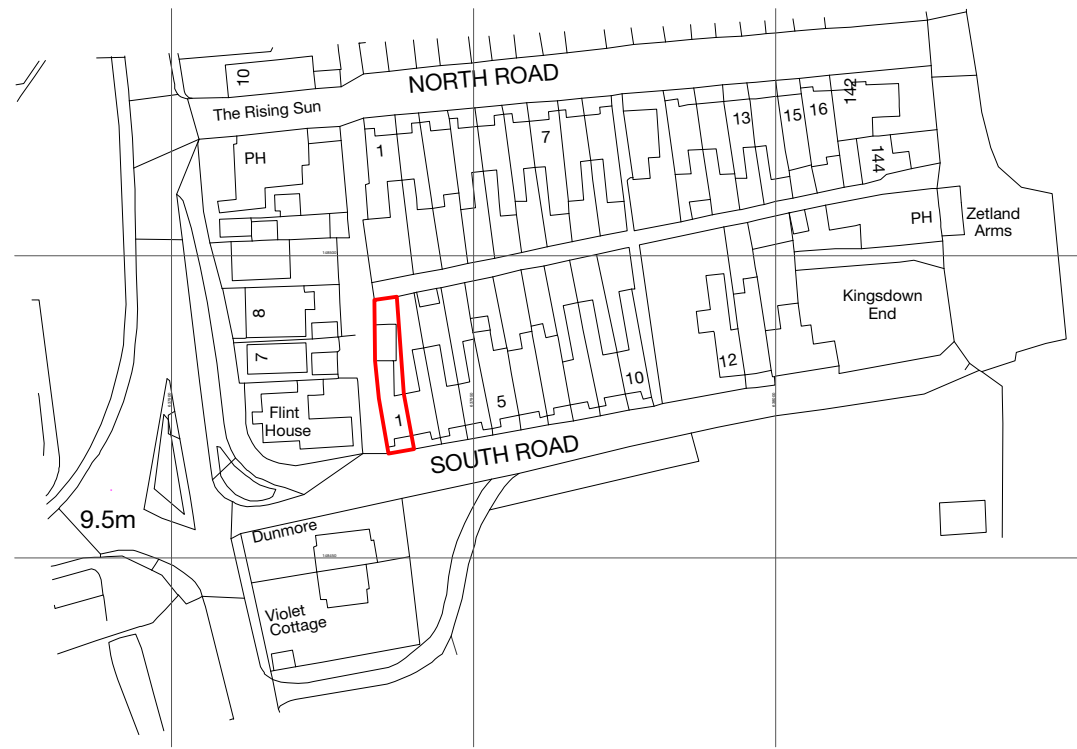 10
NORTH ROAD
The Rising Sun
PH
1
7
13
15
16
142
144
PH
Zetland
Arms
8
7
Kingsdown
End
12
10
5
1
Flint
House
SOUTH ROAD
9.5m
Dunmore
Violet
Cottage